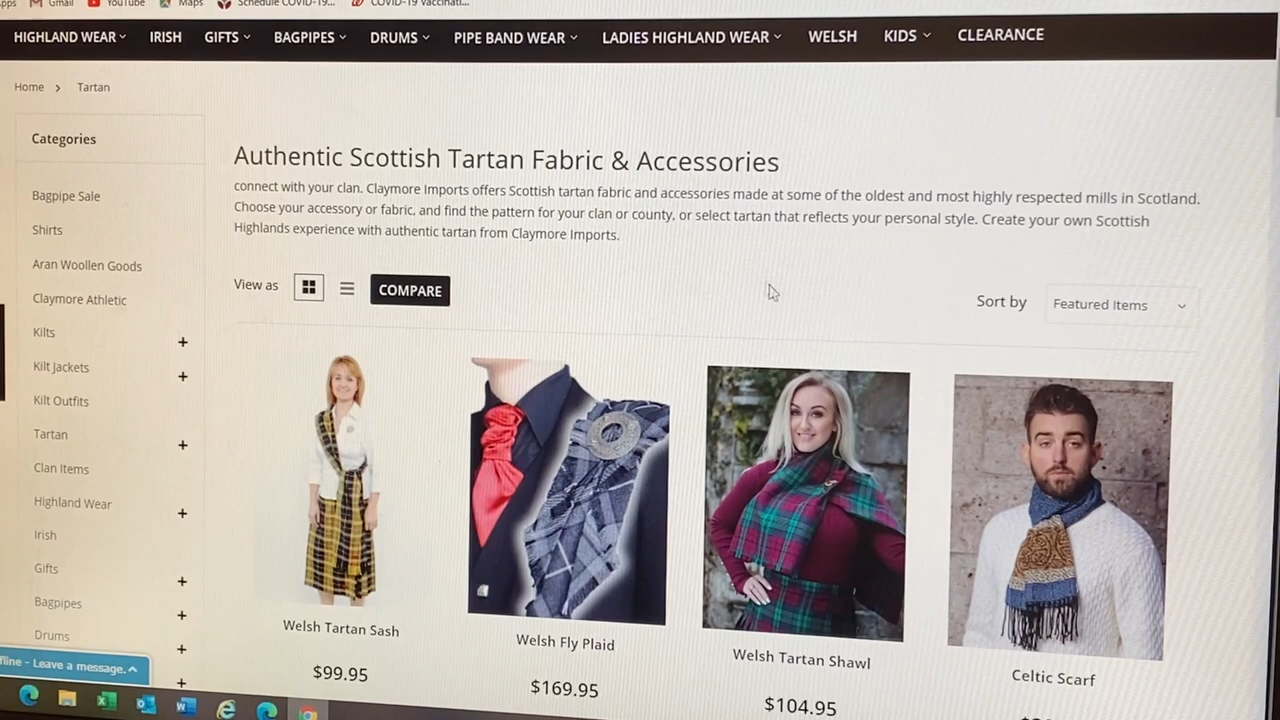 Gmail
YouTube
Maps
Schedule COVID-19...
COVID-19 Vaccinati...
HIGHLAND WEAR IRISH GIFTS BAGPIPES DRUMS PIPE BAND WEAR LADIES HIGHLAND WEAR WELSH KIDS CLEARANCE
Home > Tartan
Categories
Bagpipe Sale
Shirts
Aran Woollen Goods
Claymore Athletic
Kilts +
Kilt Jackets +
Kilt Outfits
Tartan +
Clan Items
Highland Wear +
Irish
Gifts +
Bagpipes +
Drums +
+
fline - Leave a message.
Authentic Scottish Tartan Fabric & Accessories
connect with your clan. Claymore Imports offers Scottish tartan fabric and accessories made at some of the oldest and most highly respected mills in Scotland.
Choose your accessory or fabric, and find the pattern for your clan or county, or select tartan that reflects your personal style. Create your own Scottish
Highlands experience with authentic tartan from Claymore Imports.
View as COMPARE
Sort by Featured Items
Welsh Tartan Sash
$99.95
Welsh Fly Plaid
$169.95
Welsh Tartan Shawl
$104.95
Celtic Scarf